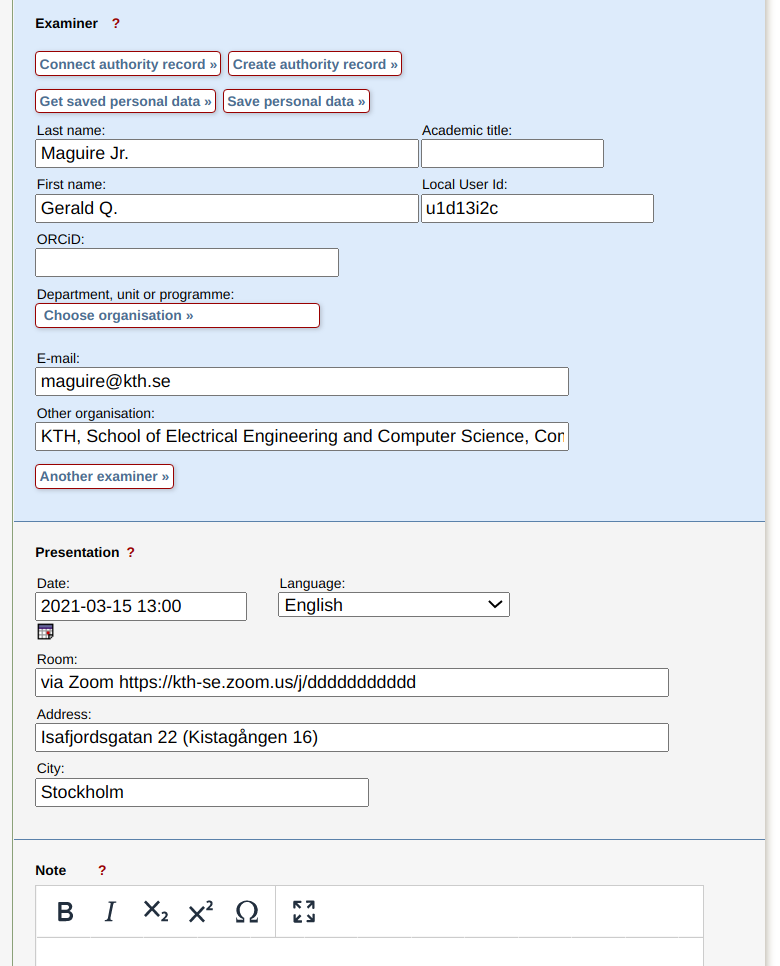 Examiner ?
Connect authority record » Create authority record »
Get saved personal data » Save personal data »
Last name: Academic title:
Maguire Jr.
First name: Local User Id:
Gerald Q. u1d13i2c
ORCiD:
Department, unit or programme:
Choose organisation »
E-mail:
maguire@kth.se
Other organisation:
KTH, School of Electrical Engineering and Computer Science, Com
Another examiner »
Presentation ?
Date: Language:
2021-03-15 13:00 English
Room:
via Zoom https://kth-se.zoom.us/j/ddddddddddd
Address:
Isafjordsgatan 22 (Kistagången 16)
City:
Stockholm
Note ?
B I X₂ X² Ω